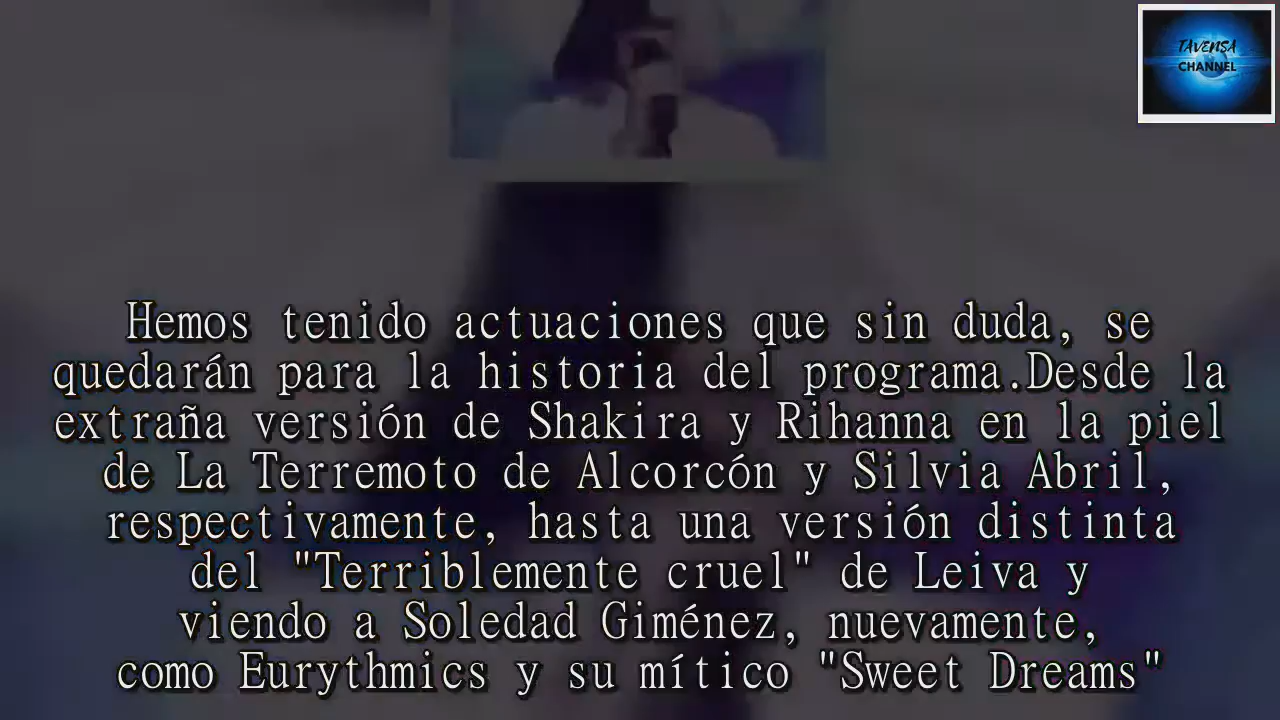 TAVENSA
CHANNEL
Hemos tenido actuaciones que sin duda, se
quedarán para la historia del programa.Desde la
extraña versión de Shakira y Rihanna en la piel
de La Terremoto de Alcorcón y Silvia Abril,
respectivamente, hasta una versión distinta
del "Terriblemente cruel" de Leiva y
viendo a Soledad Giménez, nuevamente,
como Eurythmics y su mítico "Sweet Dreams"